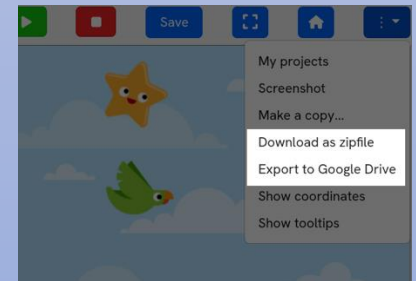 Save
My projects
Screenshot
Make a copy...
Download as zipfile
Export to Google Drive
Show coordinates
Show tooltips